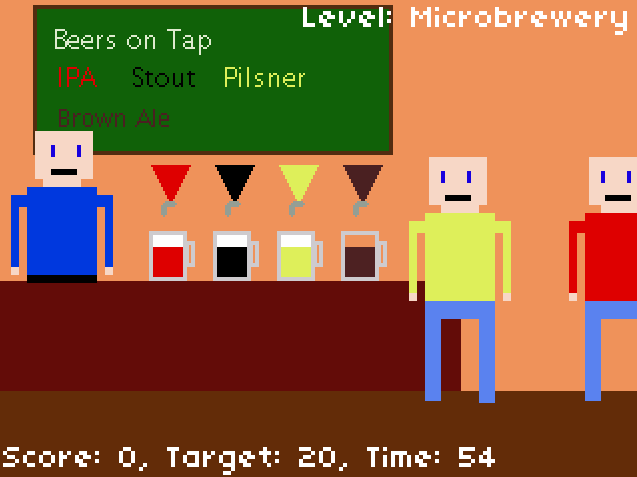 Level: Microbrewery
Beers on Tap
IPA Stout Pilsner
Brown Ale
Score: 0, Target: 20, Time: 54